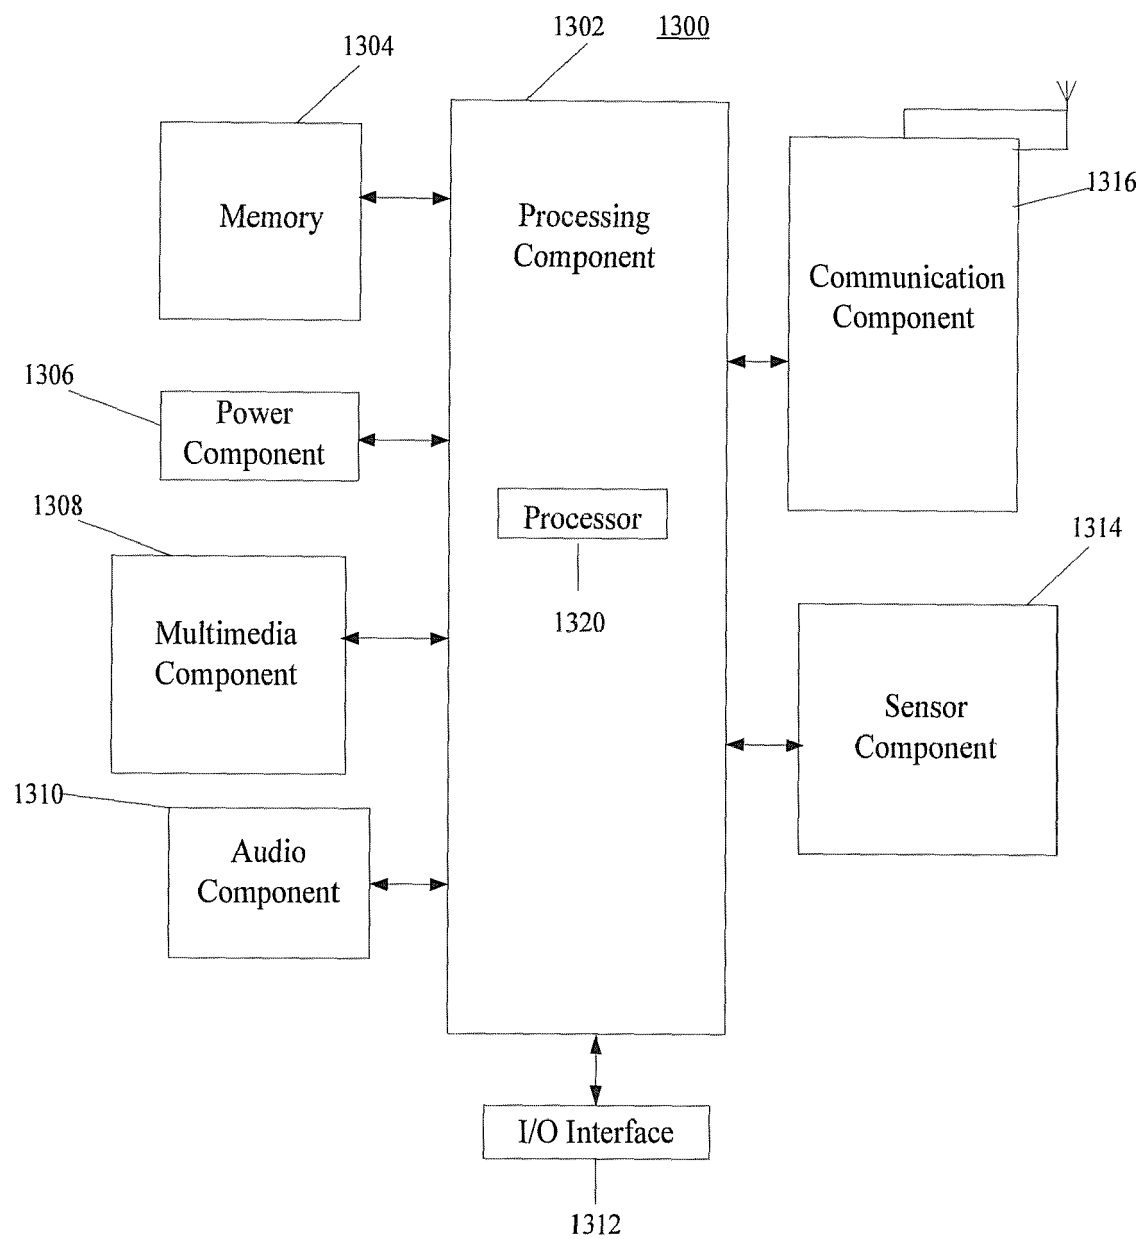 1302
1300
1304
1316
Memory
Processing
Component
Communication
Component
1306
Power
Component
1308
Processor
1314
1320
Multimedia
Component
Sensor
Component
1310
Audio
Component
I/O Interface
1312